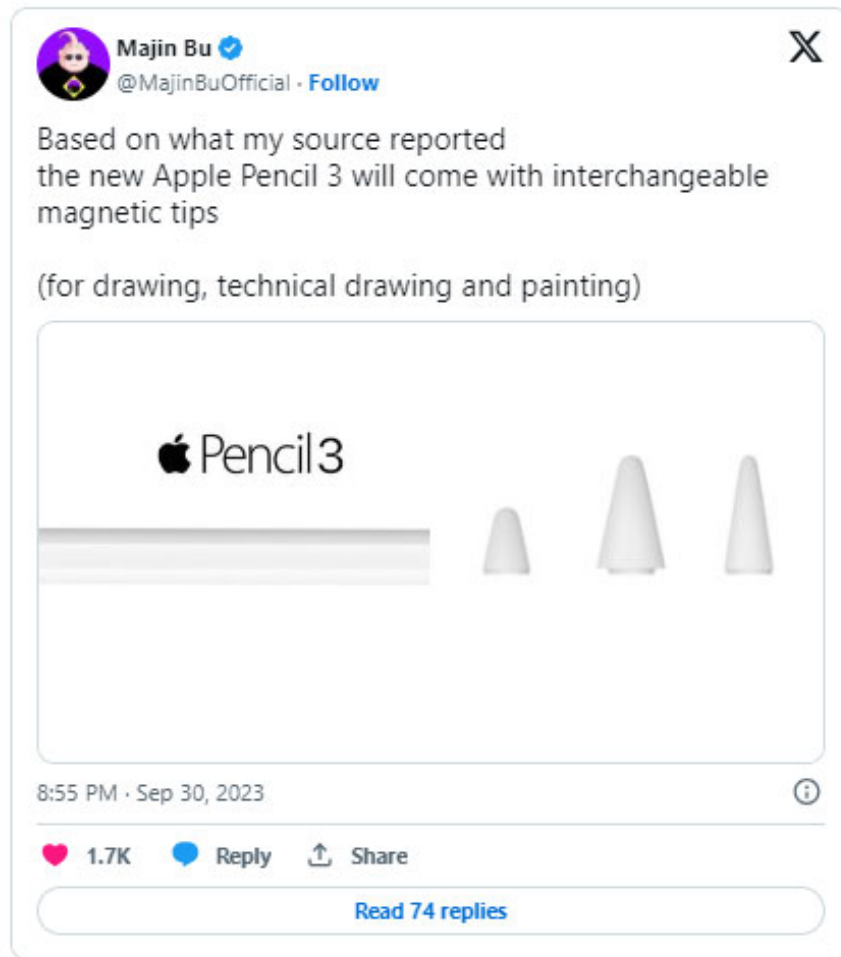 Majin Bu
@MajinBuOfficial · Follow
Based on what my source reported
the new Apple Pencil 3 will come with interchangeable
magnetic tips
(for drawing, technical drawing and painting)
Pencil 3
8:55 PM · Sep 30, 2023
1.7K Reply Share
Read 74 replies